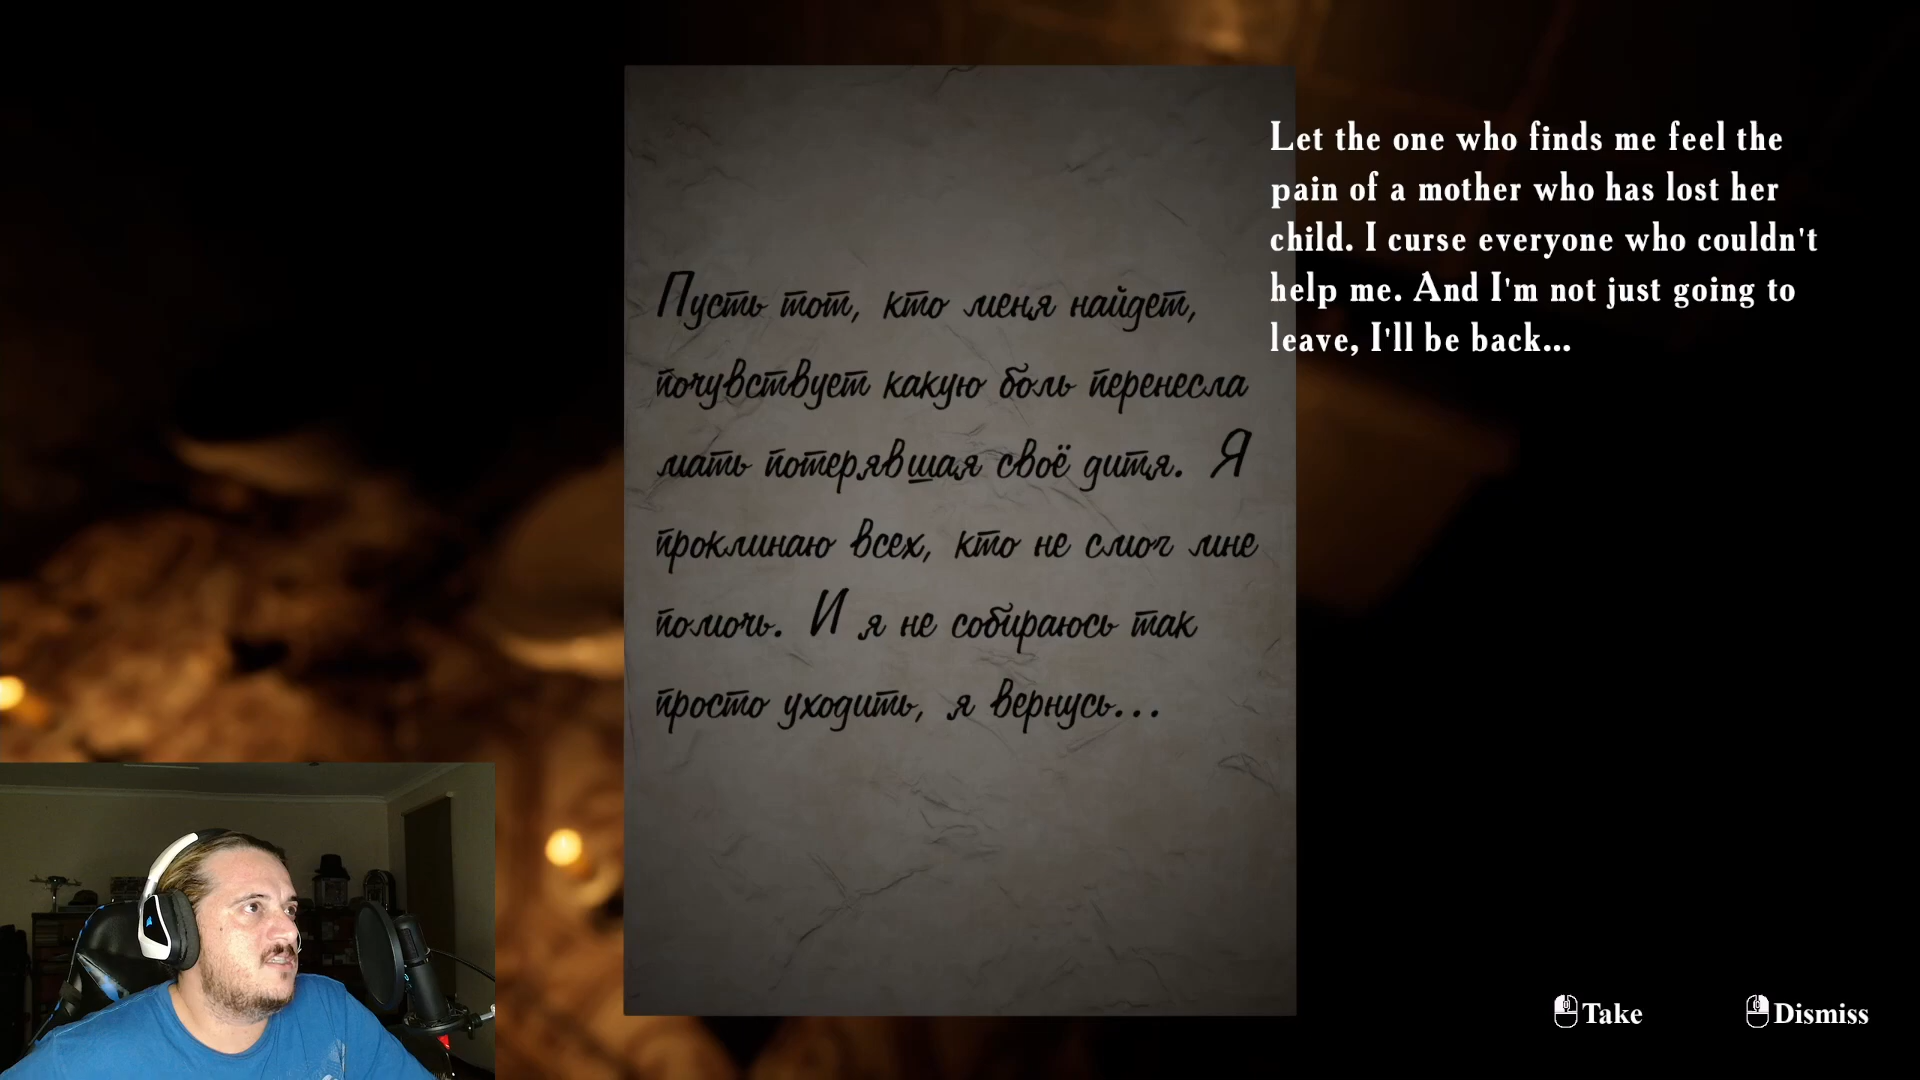 Пусть тот, кто меня найдет,
почувствует какую боль перенесла
мать потерявшая своё дитя. Я
проклинаю всех, кто не смог мне
помочь. И я не собираюсь так
просто уходить, я вернусь...
Let the one who finds me feel the
pain of a mother who has lost her
child. I curse everyone who couldn't
help me. And I'm not just going to
leave, I'll be back...
Take
Dismiss